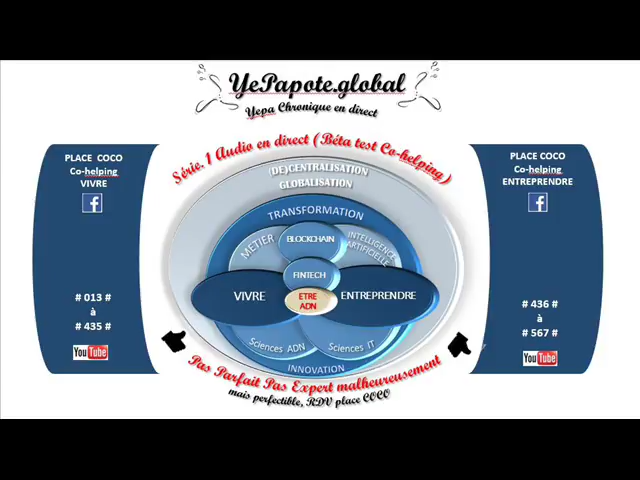 YePapote.global
Yepa Chronique en direct
Série.1 Audio en direct (Béta test Co-helping)
PLACE COCO
Co-helping
VIVRE
f
# 013 #
à
# 435 #
YouTube
(DE)CENTRALISATION
GLOBALISATION
TRANSFORMATION
METIER
BLOCKCHAIN
INTELLIGENCE
ARTIFICIELLE
FINTECH
VIVRE
ETRE
ADN
ENTREPRENDRE
Sciences ADN
Sciences IT
INNOVATION
PLACE COCO
Co-helping
ENTREPRENDRE
f
# 436 #
à
# 567 #
YouTube
Pas Parfait Pas Expert malheureusement
mais perfectible, RDV place COCO